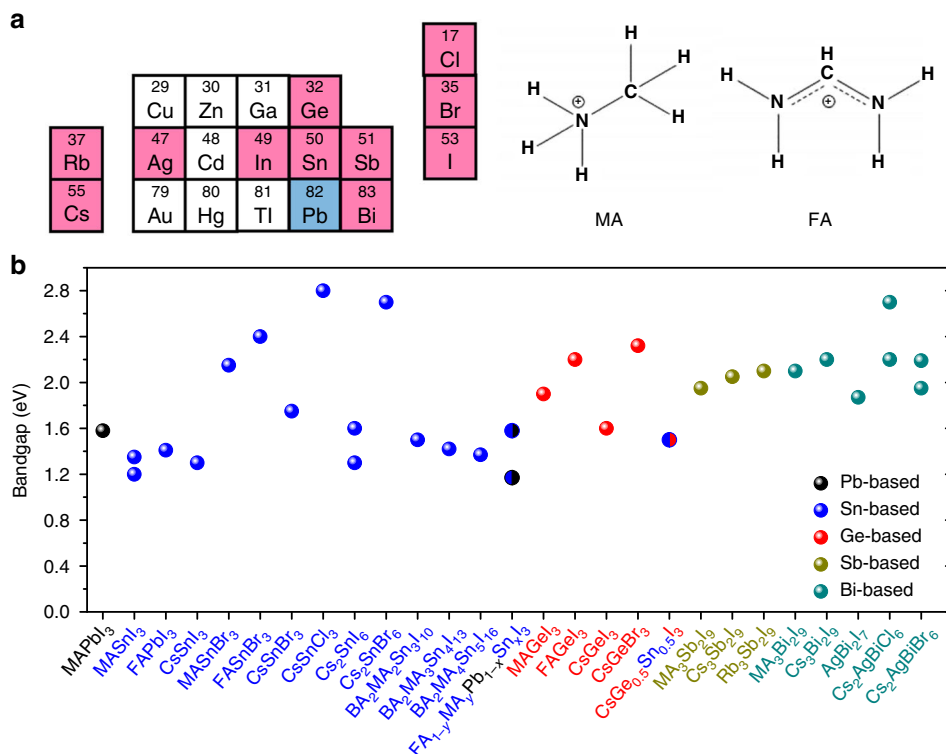 a
17
Cl
29 30 31 32 35
Cu Zn Ga Ge Br
37 47 48 49 50 51 53
Rb Ag Cd In Sn Sb I
55 79 80 81 82 83
Cs Au Hg Tl Pb Bi
H H
H C H
⊕
H N H
H H
MA
H
H C H
N ⊕ N
H H
FA
b
Bandgap (eV)
2.8
2.4
2.0
1.6
1.2
0.8
0.4
0.0
Pb-based
Sn-based
Ge-based
Sb-based
Bi-based
MAPbI₃
MASnI₃
FAPbI₃
CsSnI₃
MASnBr₃
FASnBr₃
CsSnBr₃
CsSnCl₃
Cs₂SnI₆
Cs₂SnBr₆
BA₂MA₂Sn₃I₁₀
BA₂MA₃Sn₄I₁₃
BA₂MA₄Sn₅I₁₆
FA₁₋yMAyPb₁₋ₓSnₓI₃
MAGeI₃
FAGeI₃
CsGeI₃
CsGeBr₃
CsGe₀.₅Sn₀.₅I₃
MA₃Sb₂I₉
Cs₃Sb₂I₉
Rb₃Sb₂I₉
MA₃Bi₂I₉
Cs₃Bi₂I₉
AgBi₂I₇
Cs₂AgBiCl₆
Cs₂AgBiBr₆